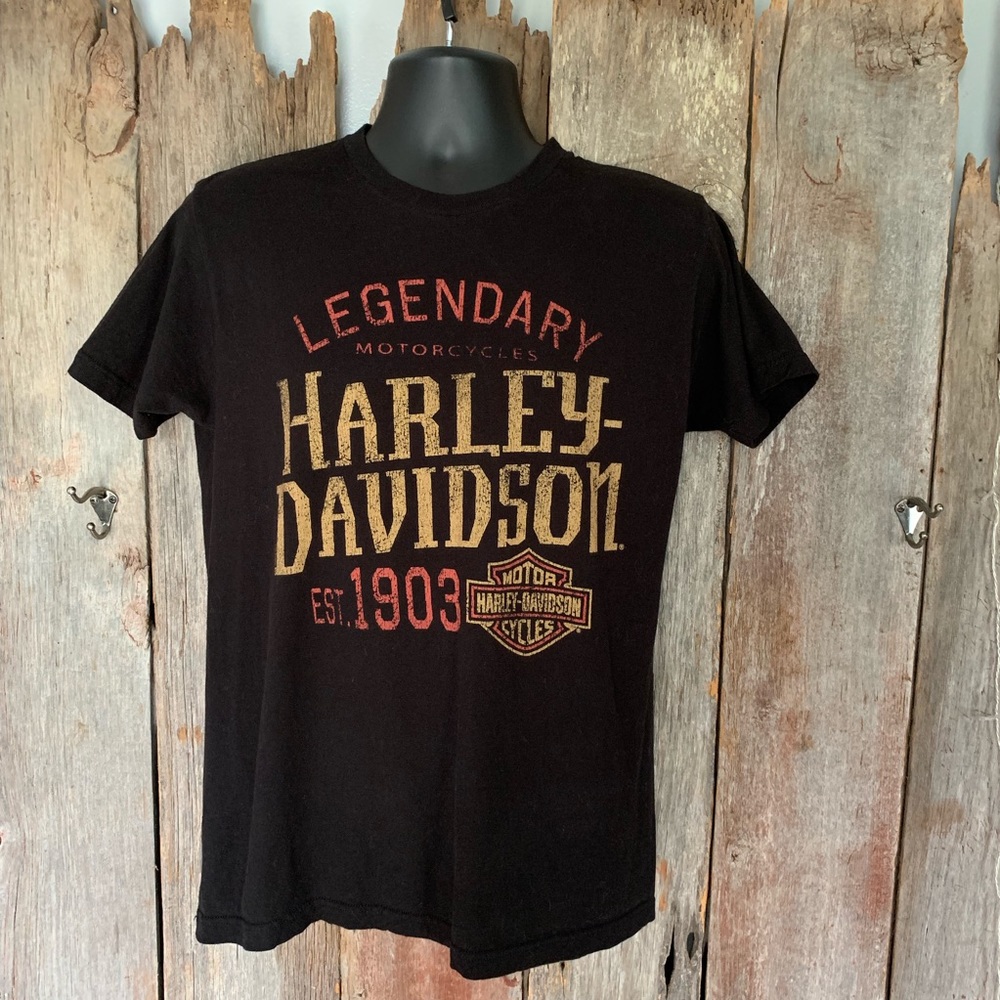 LEGENDARY
MOTORCYCLES
HARLEY-
DAVIDSON
EST. 1903
MOTOR
HARLEY-DAVIDSON
CYCLES